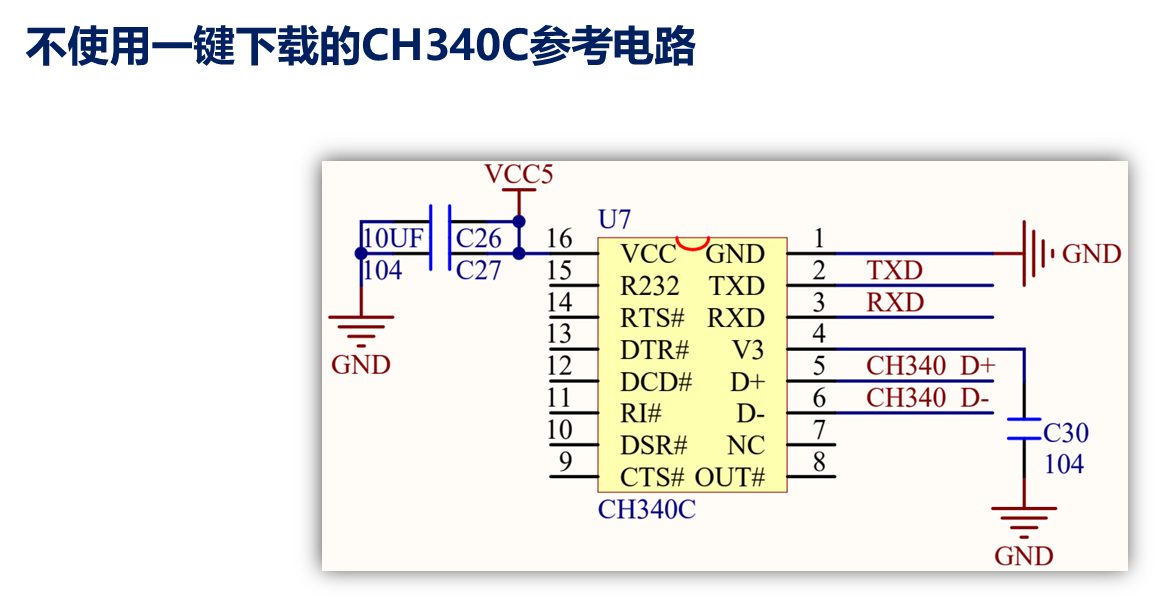 不使用一键下载的CH340C参考电路
VCC5
U7
10UF C26
104 C27
GND
16 VCC GND 1 GND
15 R232 TXD 2 TXD
14 RTS# RXD 3 RXD
13 DTR# V3 4
12 DCD# D+ 5 CH340 D+
11 RI# D- 6 CH340 D-
10 DSR# NC 7
9 CTS# OUT# 8
CH340C
C30
104
GND